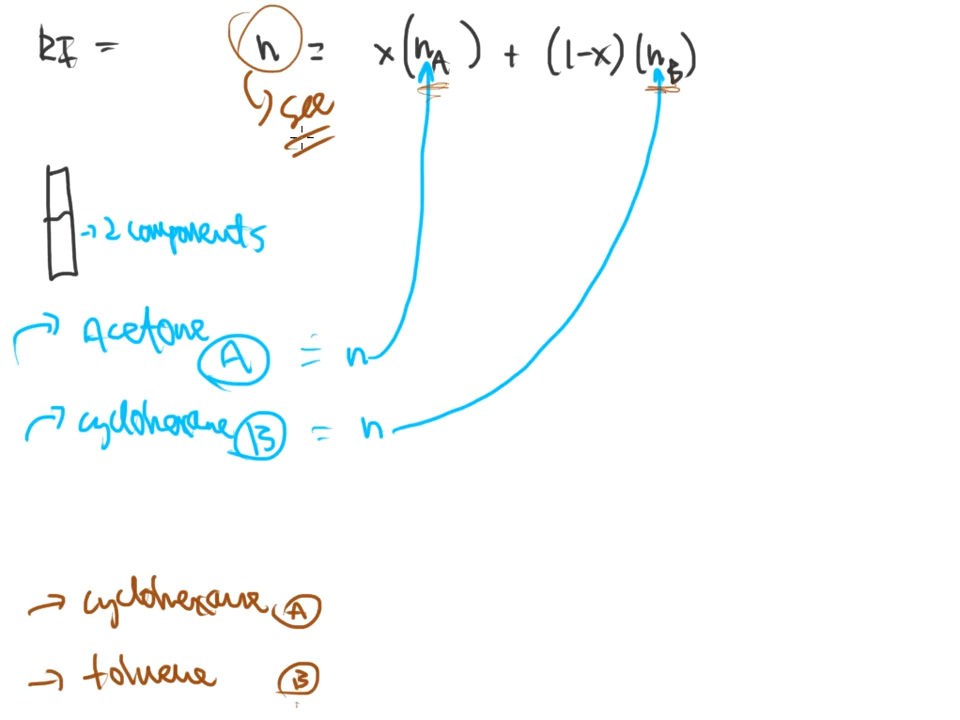 RI = n = x(nA) + (1-x)(nB)
see
→ 2 components
→ Acetone A = n
→ cyclohexane B = n
→ cyclohexane A
→ toluene B